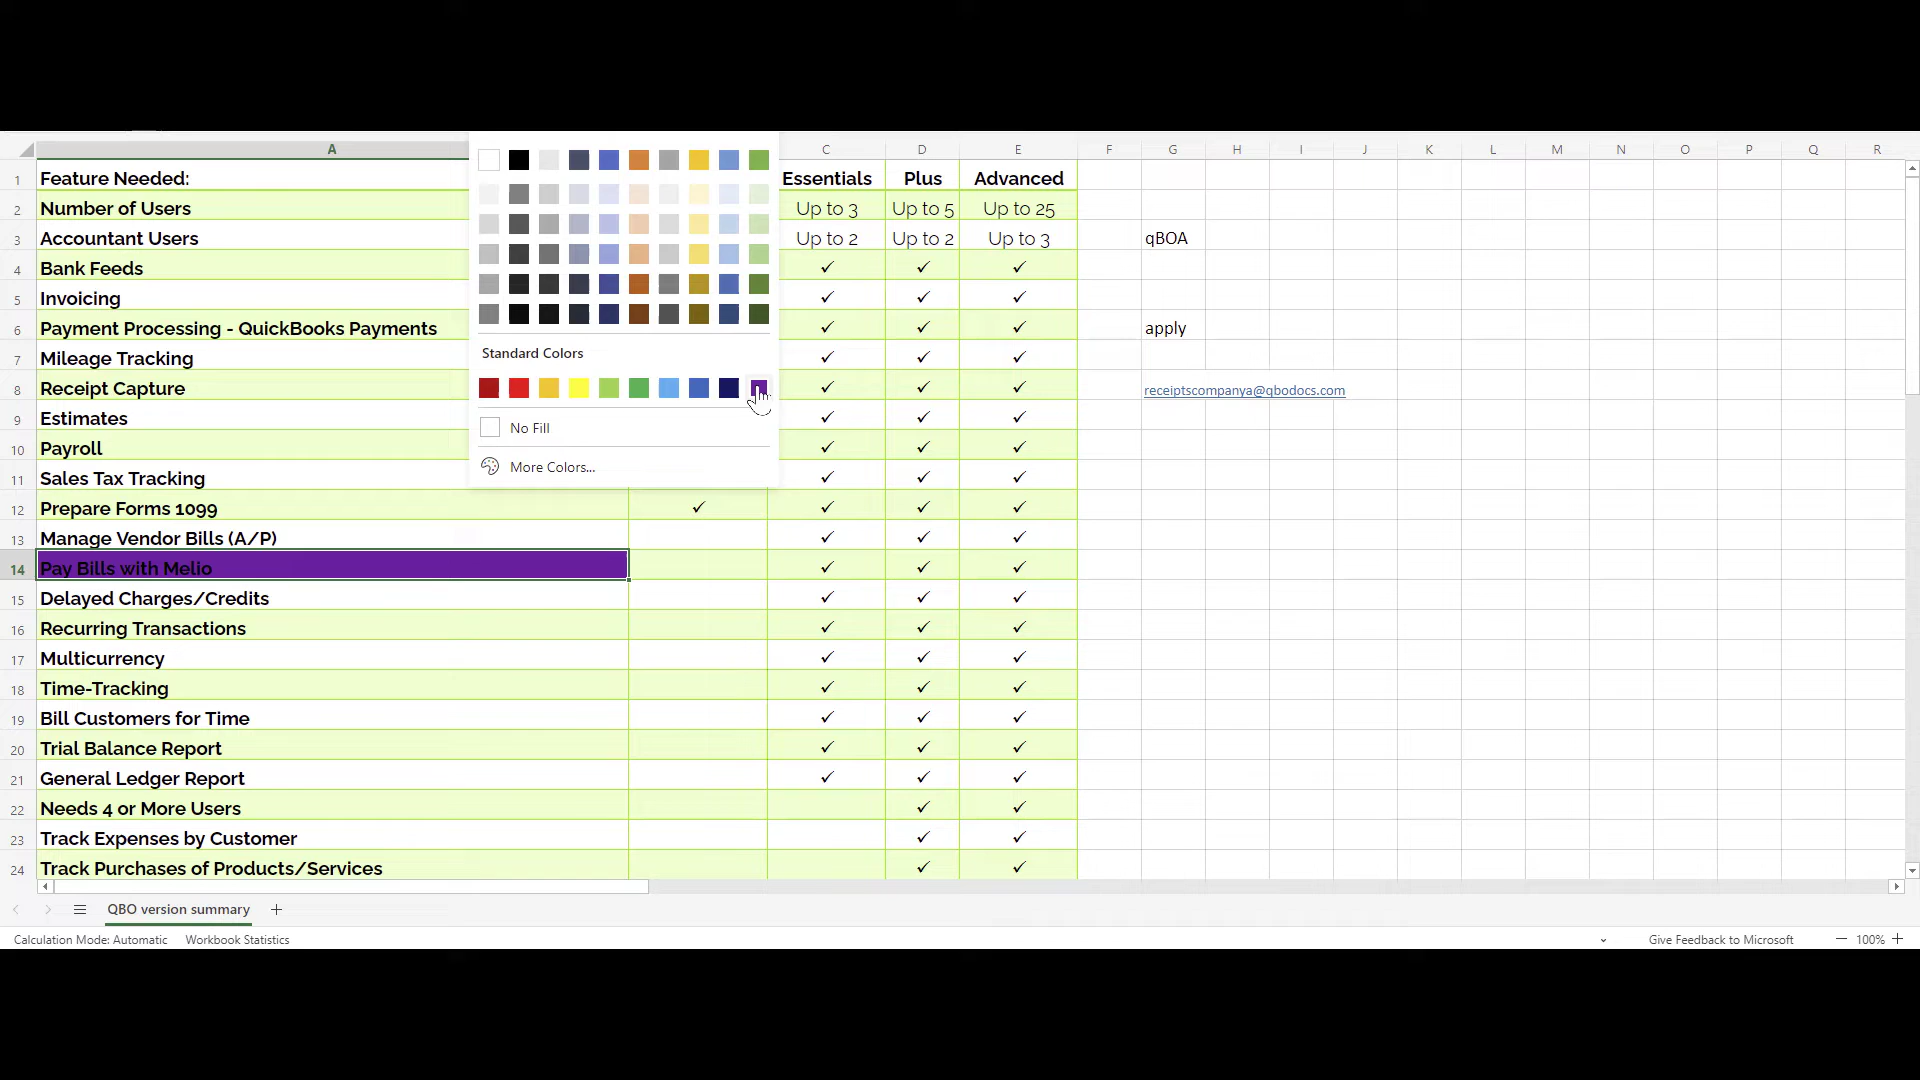 A C D E F G H I J K L M N O P Q R
1 Feature Needed: Essentials Plus Advanced
2 Number of Users Up to 3 Up to 5 Up to 25
3 Accountant Users Up to 2 Up to 2 Up to 3 qBOA
4 Bank Feeds ✓ ✓ ✓
5 Invoicing ✓ ✓ ✓
6 Payment Processing - QuickBooks Payments ✓ ✓ ✓ apply
7 Mileage Tracking ✓ ✓ ✓
Standard Colors
8 Receipt Capture ✓ ✓ ✓ receiptscompanya@qbodocs.com
9 Estimates ✓ ✓ ✓
No Fill
10 Payroll ✓ ✓ ✓
More Colors...
11 Sales Tax Tracking ✓ ✓ ✓
12 Prepare Forms 1099 ✓ ✓ ✓ ✓
13 Manage Vendor Bills (A/P) ✓ ✓ ✓
14 Pay Bills with Melio ✓ ✓ ✓
15 Delayed Charges/Credits ✓ ✓ ✓
16 Recurring Transactions ✓ ✓ ✓
17 Multicurrency ✓ ✓ ✓
18 Time-Tracking ✓ ✓ ✓
19 Bill Customers for Time ✓ ✓ ✓
20 Trial Balance Report ✓ ✓ ✓
21 General Ledger Report ✓ ✓ ✓
22 Needs 4 or More Users ✓ ✓
23 Track Expenses by Customer ✓ ✓
24 Track Purchases of Products/Services ✓ ✓
QBO version summary
Calculation Mode: Automatic Workbook Statistics Give Feedback to Microsoft 100%